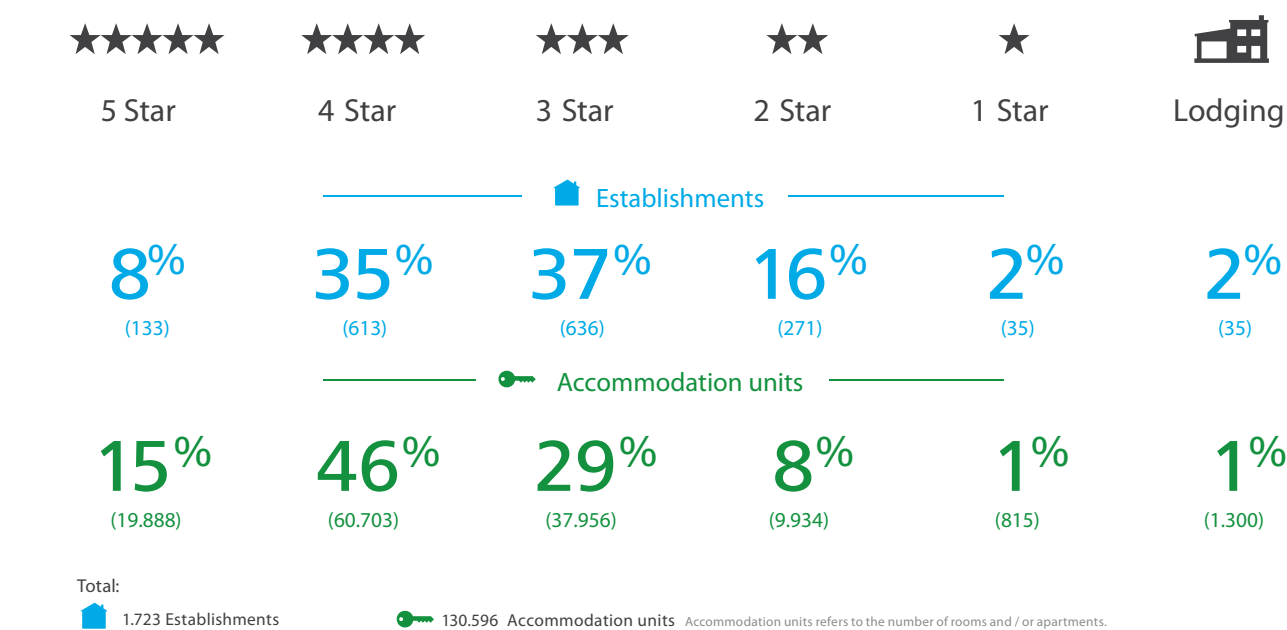 5 Star 4 Star 3 Star 2 Star 1 Star Lodging
Establishments
8% 35% 37% 16% 2% 2%
(133) (613) (636) (271) (35) (35)
Accommodation units
15% 46% 29% 8% 1% 1%
(19.888) (60.703) (37.956) (9.934) (815) (1.300)
Total:
1.723 Establishments 130.596 Accommodation units Accommodation units refers to the number of rooms and / or apartments.